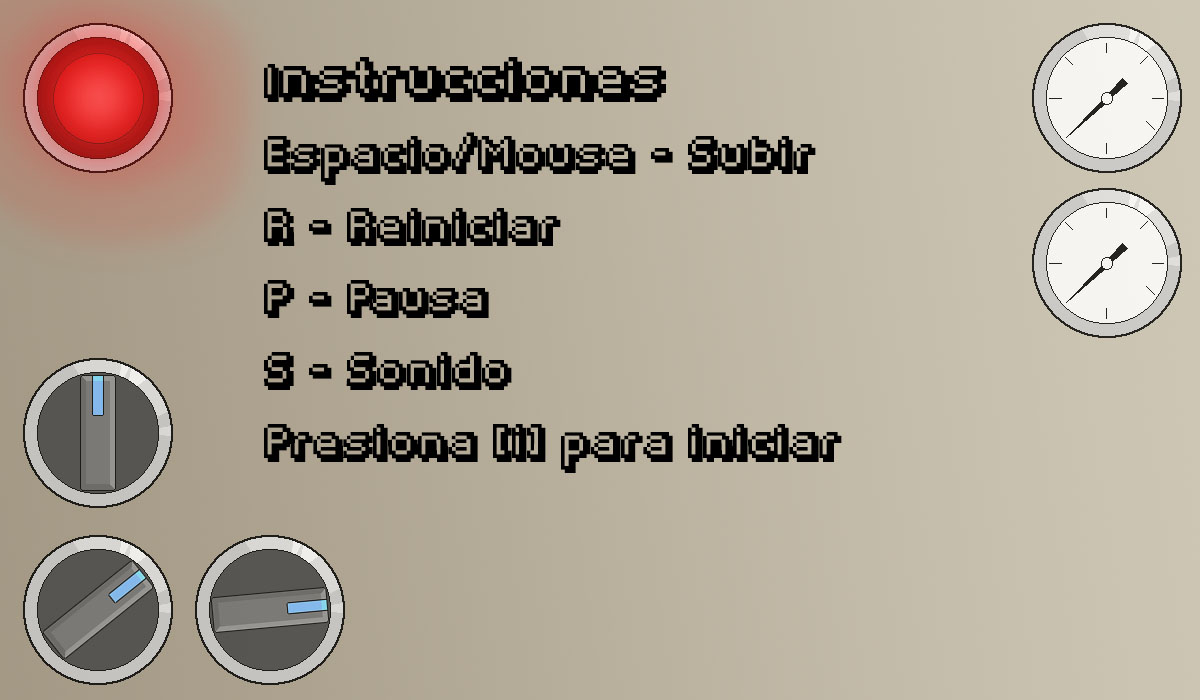 Instrucciones
Espacio/Mouse - Subir
R - Reiniciar
P - Pausa
S - Sonido
Presiona [i] para iniciar